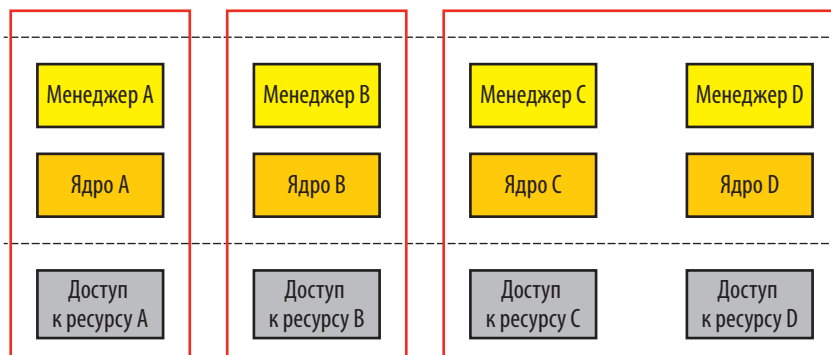 Менеджер A
Менеджер B
Менеджер C
Менеджер D
Ядро A
Ядро B
Ядро C
Ядро D
Доступ
к ресурсу A
Доступ
к ресурсу B
Доступ
к ресурсу C
Доступ
к ресурсу D